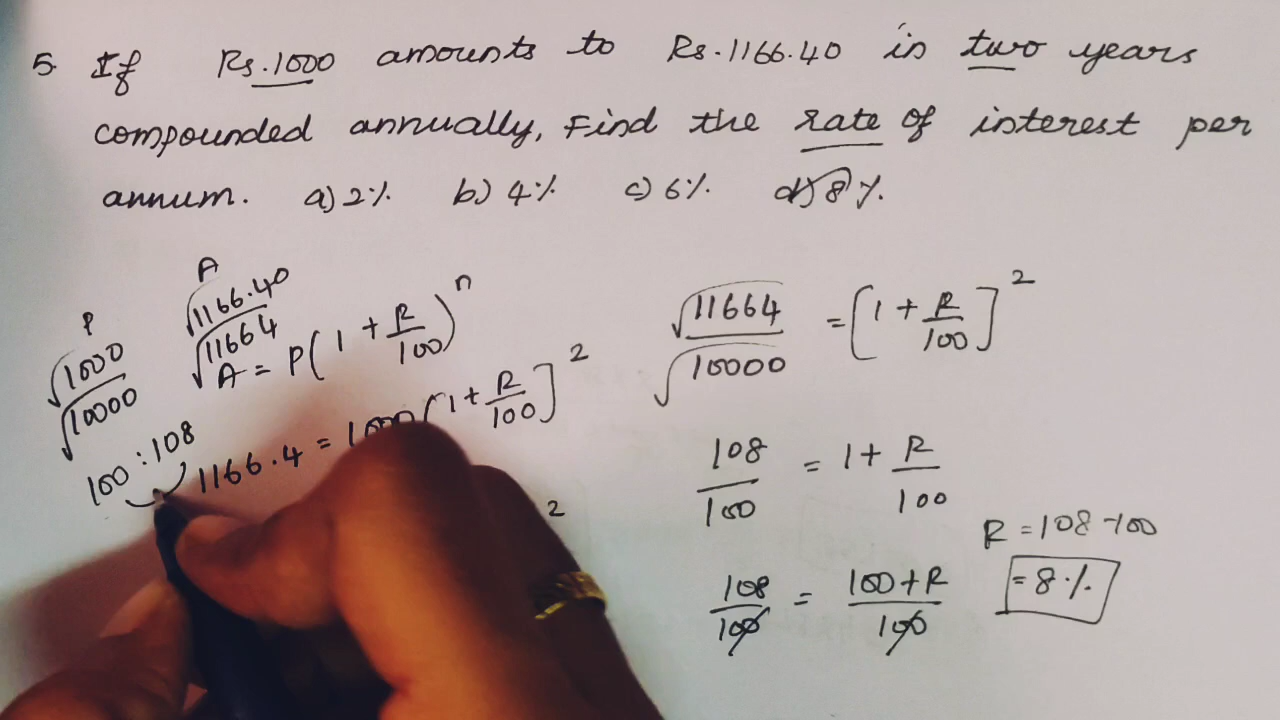 5. If Rs.1000 amounts to Rs.1166.40 in two years
compounded annually, Find the rate of interest per
annum. a) 2% b) 4% c) 6% d) 8%
P A
√1000 √1166.40
√10000 √11664
100 : 108
A = P(1 + R/100)^n
1166.4 = 1000[1 + R/100]^2
2
√11664/√10000 = [1 + R/100]^2
108/100 = 1 + R/100
108/100 = 100+R/100
R = 108-100
= 8%